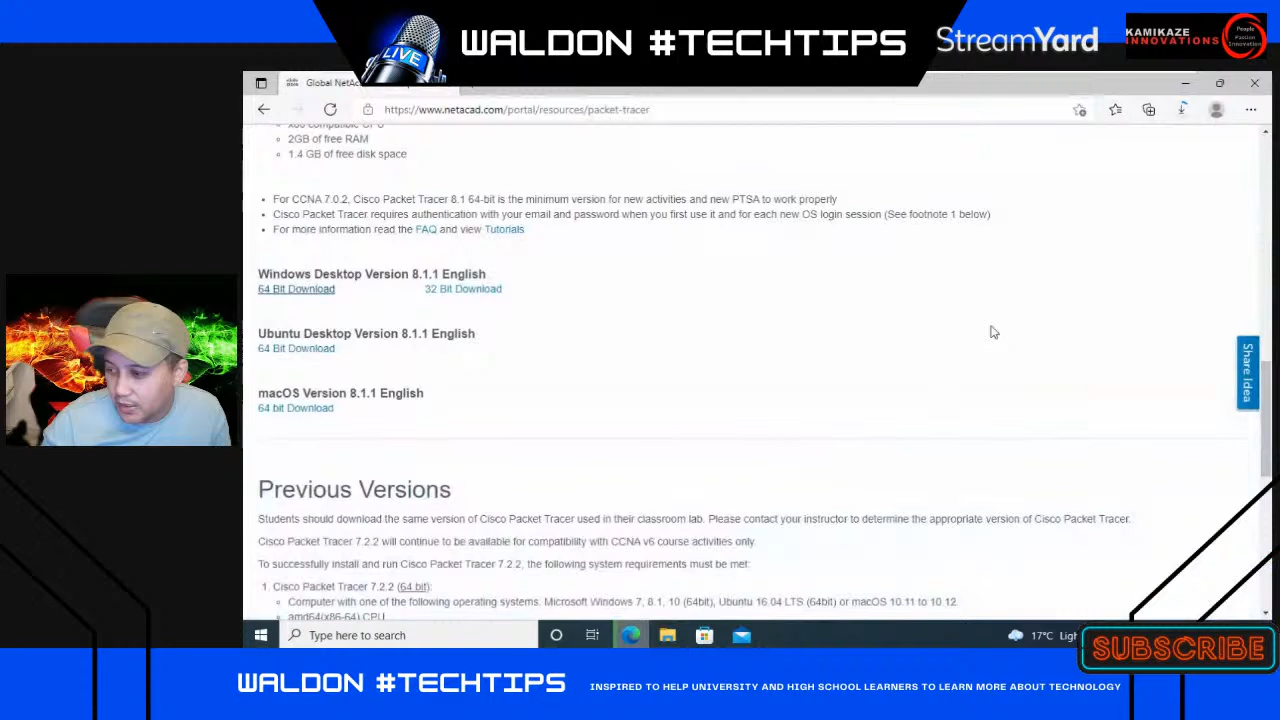 LIVE
WALDON #TECHTIPS
StreamYard
KAMIKAZE
INNOVATIONS
People
Passion
Innovation
https://www.netacad.com/portal/resources/packet-tracer
x86 compatible CPU
2GB of free RAM
1.4 GB of free disk space
For CCNA 7.0.2, Cisco Packet Tracer 8.1 64-bit is the minimum version for new activities and new PTSA to work properly
Cisco Packet Tracer requires authentication with your email and password when you first use it and for each new OS login session (See footnote 1 below)
For more information read the FAQ and view Tutorials
Windows Desktop Version 8.1.1 English
64 Bit Download 32 Bit Download
Ubuntu Desktop Version 8.1.1 English
64 Bit Download
macOS Version 8.1.1 English
64 bit Download
Share Idea
Previous Versions
Students should download the same version of Cisco Packet Tracer used in their classroom lab. Please contact your instructor to determine the appropriate version of Cisco Packet Tracer.
Cisco Packet Tracer 7.2.2 will continue to be available for compatibility with CCNA v6 course activities only.
To successfully install and run Cisco Packet Tracer 7.2.2, the following system requirements must be met:
1. Cisco Packet Tracer 7.2.2 (64 bit):
Computer with one of the following operating systems: Microsoft Windows 7, 8.1, 10 (64bit), Ubuntu 16.04 LTS (64bit) or macOS 10.11 to 10.12.
amd64(x86-64) CPU
Type here to search
17°C
SUBSCRIBE
WALDON #TECHTIPS
INSPIRED TO HELP UNIVERSITY AND HIGH SCHOOL LEARNERS TO LEARN MORE ABOUT TECHNOLOGY